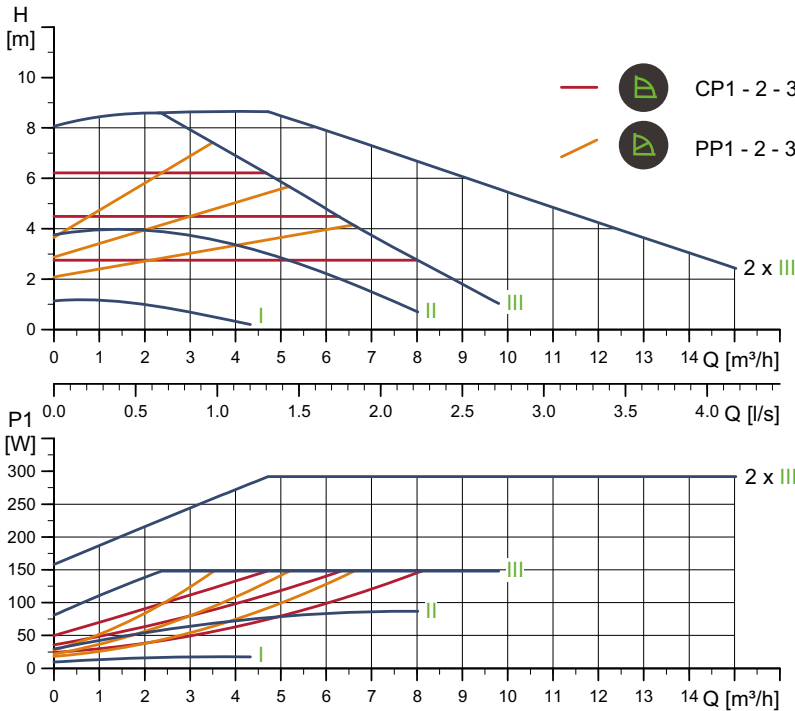 H
[m]
10
8
6
4
2
0
CP1 - 2 - 3
PP1 - 2 - 3
2 x III
I
II
III
0 1 2 3 4 5 6 7 8 9 10 11 12 13 14 Q [m³/h]
0.0 0.5 1.0 1.5 2.0 2.5 3.0 3.5 4.0 Q [l/s]
P1
[W]
300
250
200
150
100
50
0
2 x III
III
II
I
0 1 2 3 4 5 6 7 8 9 10 11 12 13 14 Q [m³/h]